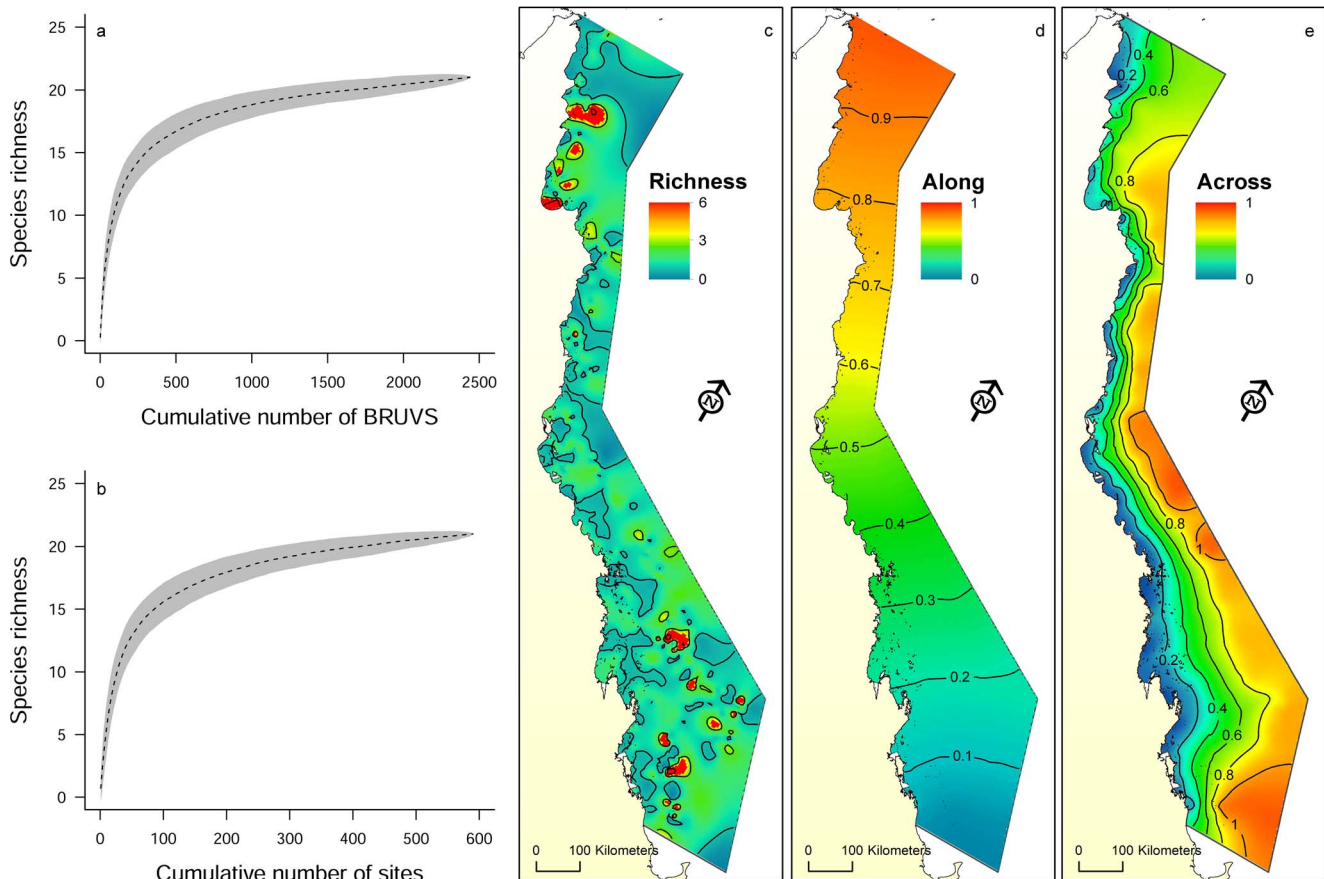 a
25
20
15
10
5
0
Species richness
0 500 1000 1500 2000 2500
Cumulative number of BRUVS
b
25
20
15
10
5
0
Species richness
0 100 200 300 400 500 600
Cumulative number of sites
c
Richness
6
3
0
N
0 100 Kilometers
d
0.9
0.8
Along
1
0
0.7
0.6
N
0.5
0.4
0.3
0.2
0.1
0 100 Kilometers
e
0.4
0.2
0.6
0.8
Across
1
0
N
0.8
1
0.2
0.4
0.6
0.8
1
0 100 Kilometers